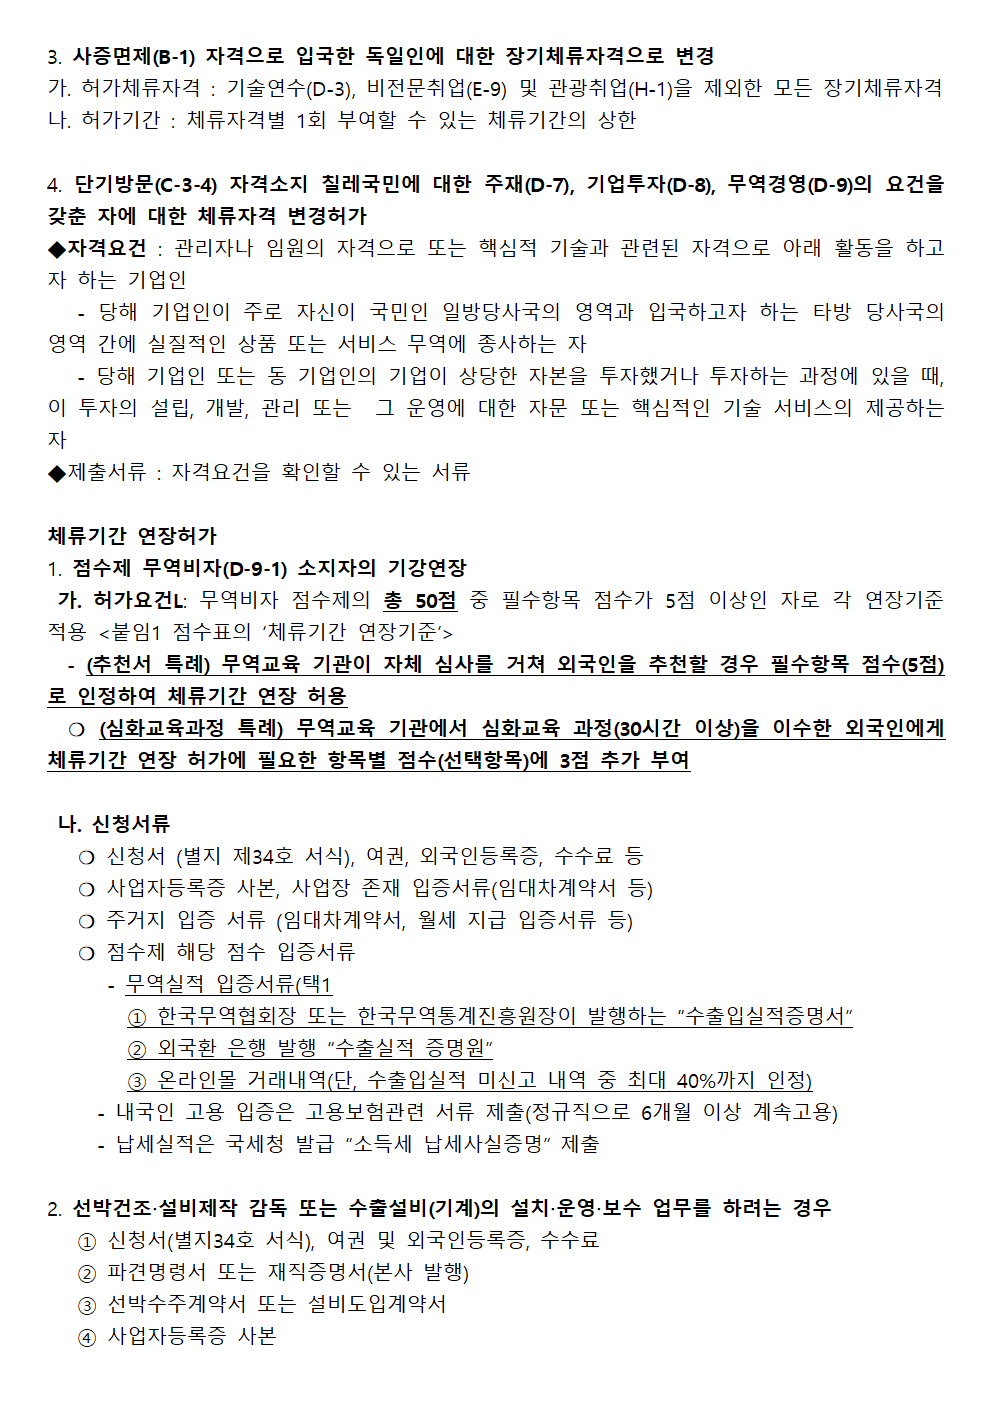 3. 사증면제(B-1) 자격으로 입국한 독일인에 대한 장기체류자격으로 변경
가. 허가체류자격 : 기술연수(D-3), 비전문취업(E-9) 및 관광취업(H-1)을 제외한 모든 장기체류자격
나. 허가기간 : 체류자격별 1회 부여할 수 있는 체류기간의 상한
4. 단기방문(C-3-4) 자격소지 칠레국민에 대한 주재(D-7), 기업투자(D-8), 무역경영(D-9)의 요건을
갖춘 자에 대한 체류자격 변경허가
◆자격요건 : 관리자나 임원의 자격으로 또는 핵심적 기술과 관련된 자격으로 아래 활동을 하고
자 하는 기업인
- 당해 기업인이 주로 자신이 국민인 일방당사국의 영역과 입국하고자 하는 타방 당사국의
영역 간에 실질적인 상품 또는 서비스 무역에 종사하는 자
- 당해 기업인 또는 동 기업인의 기업이 상당한 자본을 투자했거나 투자하는 과정에 있을 때,
이 투자의 설립, 개발, 관리 또는 그 운영에 대한 자문 또는 핵심적인 기술 서비스의 제공하는
자
◆제출서류 : 자격요건을 확인할 수 있는 서류
체류기간 연장허가
1. 점수제 무역비자(D-9-1) 소지자의 기강연장
가. 허가요건L: 무역비자 점수제의 총 50점 중 필수항목 점수가 5점 이상인 자로 각 연장기준
적용 <붙임1 점수표의 ‘체류기간 연장기준’>
- (추천서 특례) 무역교육 기관이 자체 심사를 거쳐 외국인을 추천할 경우 필수항목 점수(5점)
로 인정하여 체류기간 연장 허용
❍ (심화교육과정 특례) 무역교육 기관에서 심화교육 과정(30시간 이상)을 이수한 외국인에게
체류기간 연장 허가에 필요한 항목별 점수(선택항목)에 3점 추가 부여
나. 신청서류
❍ 신청서 (별지 제34호 서식), 여권, 외국인등록증, 수수료 등
❍ 사업자등록증 사본, 사업장 존재 입증서류(임대차계약서 등)
❍ 주거지 입증 서류 (임대차계약서, 월세 지급 입증서류 등)
❍ 점수제 해당 점수 입증서류
- 무역실적 입증서류(택1
① 한국무역협회장 또는 한국무역통계진흥원장이 발행하는 “수출입실적증명서”
② 외국환 은행 발행 “수출실적 증명원“
③ 온라인몰 거래내역(단, 수출입실적 미신고 내역 중 최대 40%까지 인정)
- 내국인 고용 입증은 고용보험관련 서류 제출(정규직으로 6개월 이상 계속고용)
- 납세실적은 국세청 발급 “소득세 납세사실증명” 제출
2. 선박건조·설비제작 감독 또는 수출설비(기계)의 설치·운영·보수 업무를 하려는 경우
① 신청서(별지34호 서식), 여권 및 외국인등록증, 수수료
② 파견명령서 또는 재직증명서(본사 발행)
③ 선박수주계약서 또는 설비도입계약서
④ 사업자등록증 사본